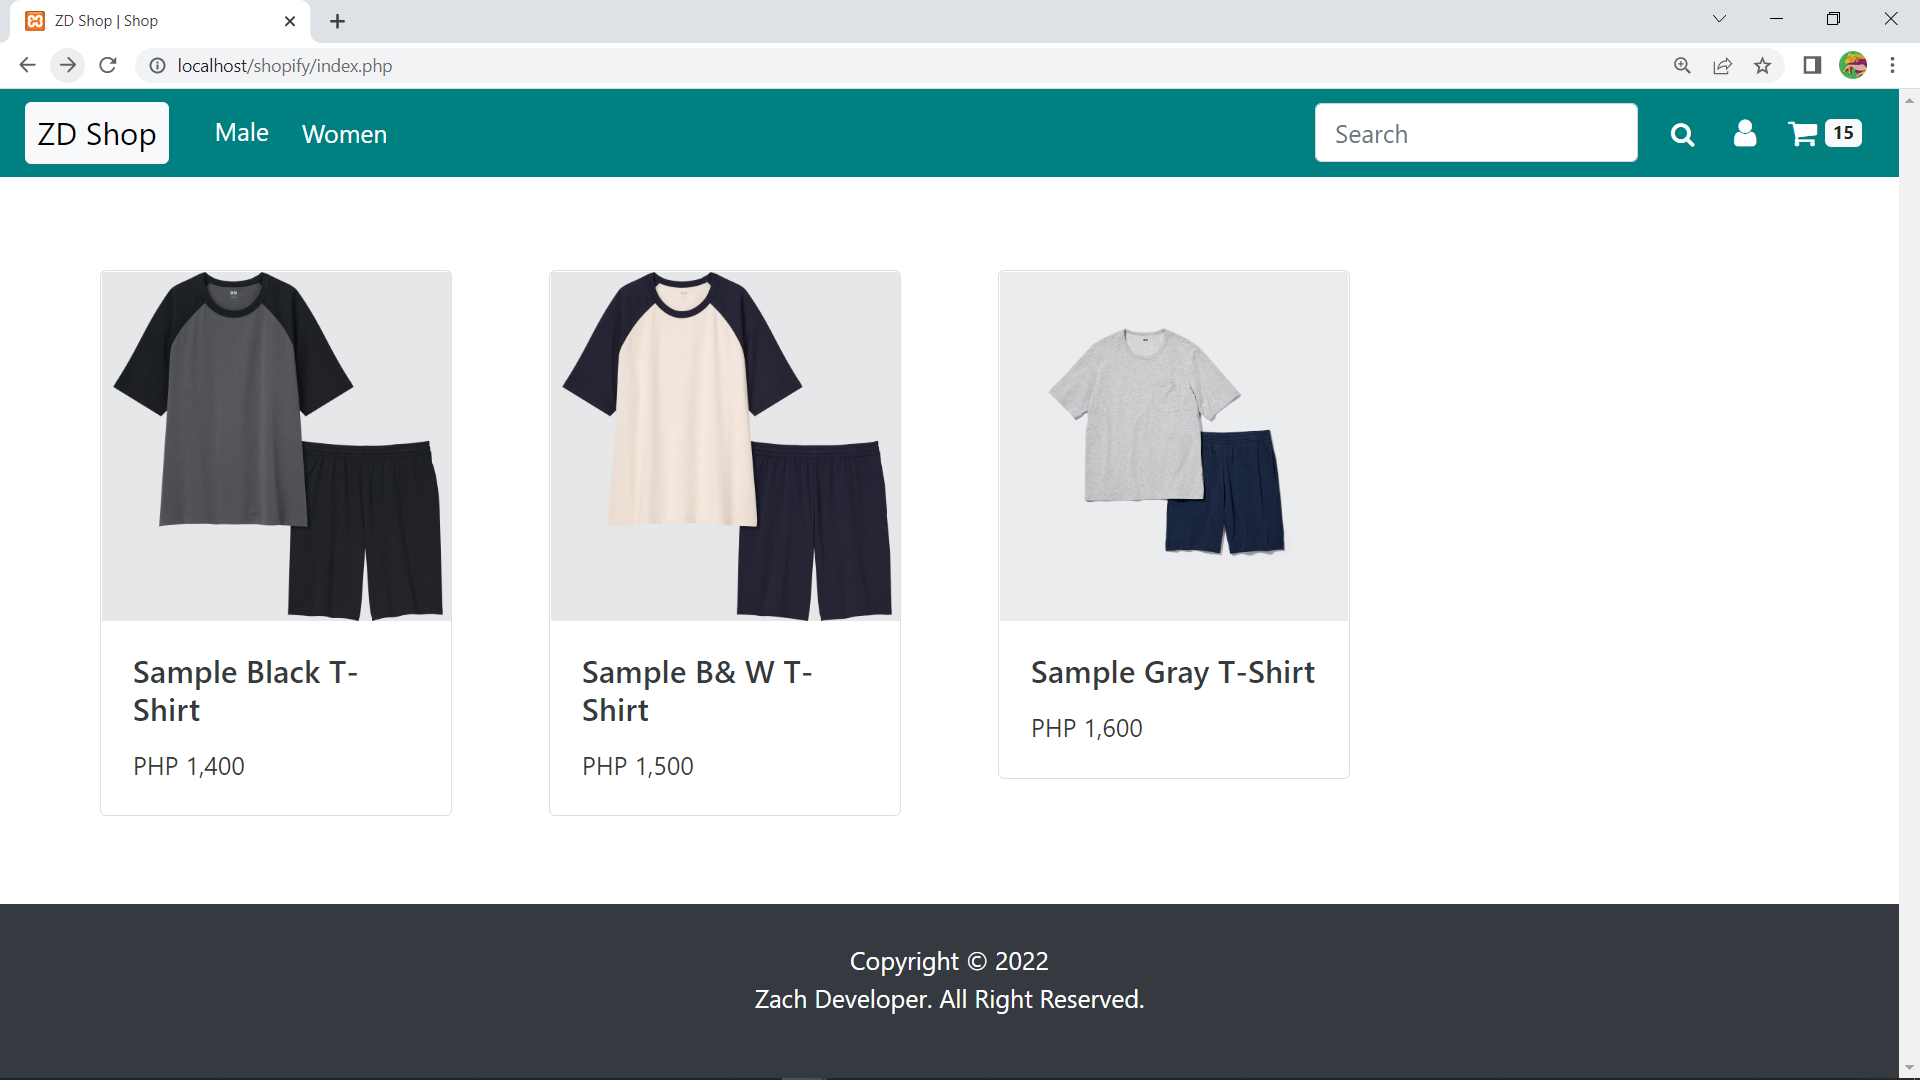 ZD Shop | Shop
localhost/shopify/index.php
ZD Shop
Male
Women
Search
15
Sample Black T-
Shirt
PHP 1,400
Sample B& W T-
Shirt
PHP 1,500
Sample Gray T-Shirt
PHP 1,600
Copyright © 2022
Zach Developer. All Right Reserved.